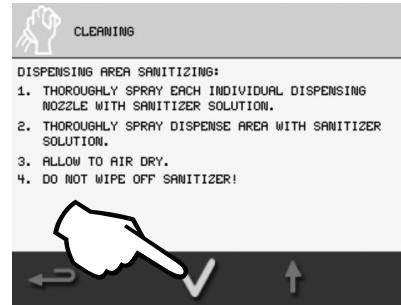 CLEANING
DISPENSING AREA SANITIZING:
1. THOROUGHLY SPRAY EACH INDIVIDUAL DISPENSING
NOZZLE WITH SANITIZER SOLUTION.
2. THOROUGHLY SPRAY DISPENSE AREA WITH SANITIZER
SOLUTION.
3. ALLOW TO AIR DRY.
4. DO NOT WIPE OFF SANITIZER!